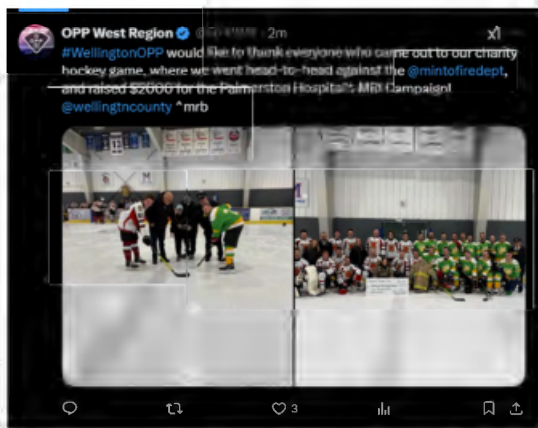 OPP West Region · 2m
#WellingtonOPP would like to thank everyone who came out to our charity
hockey game, where we went head-to-head against the @mintofiredept,
and raised $2000 for the Palmerston Hospital MRI Campaign!
@wellingtncounty ^mrb
3